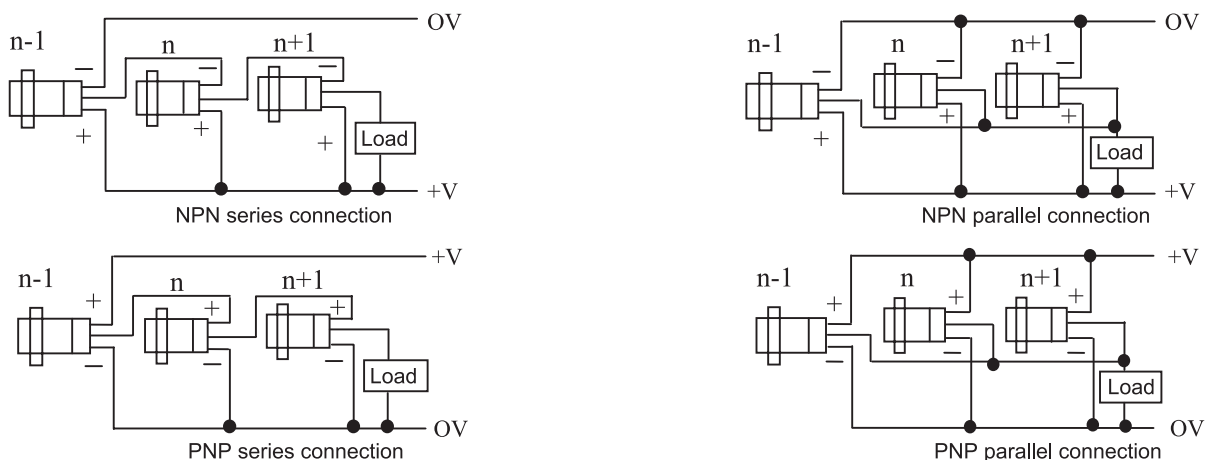 OV
n-1
n
n+1
−
−
−
+
+
+
Load
+V
NPN series connection
OV
n-1
n
n+1
−
−
−
+
+
+
Load
+V
NPN parallel connection
+V
n-1
n
n+1
+
+
+
−
−
−
Load
OV
PNP series connection
+V
n-1
n
n+1
+
+
+
−
−
−
Load
OV
PNP parallel connection